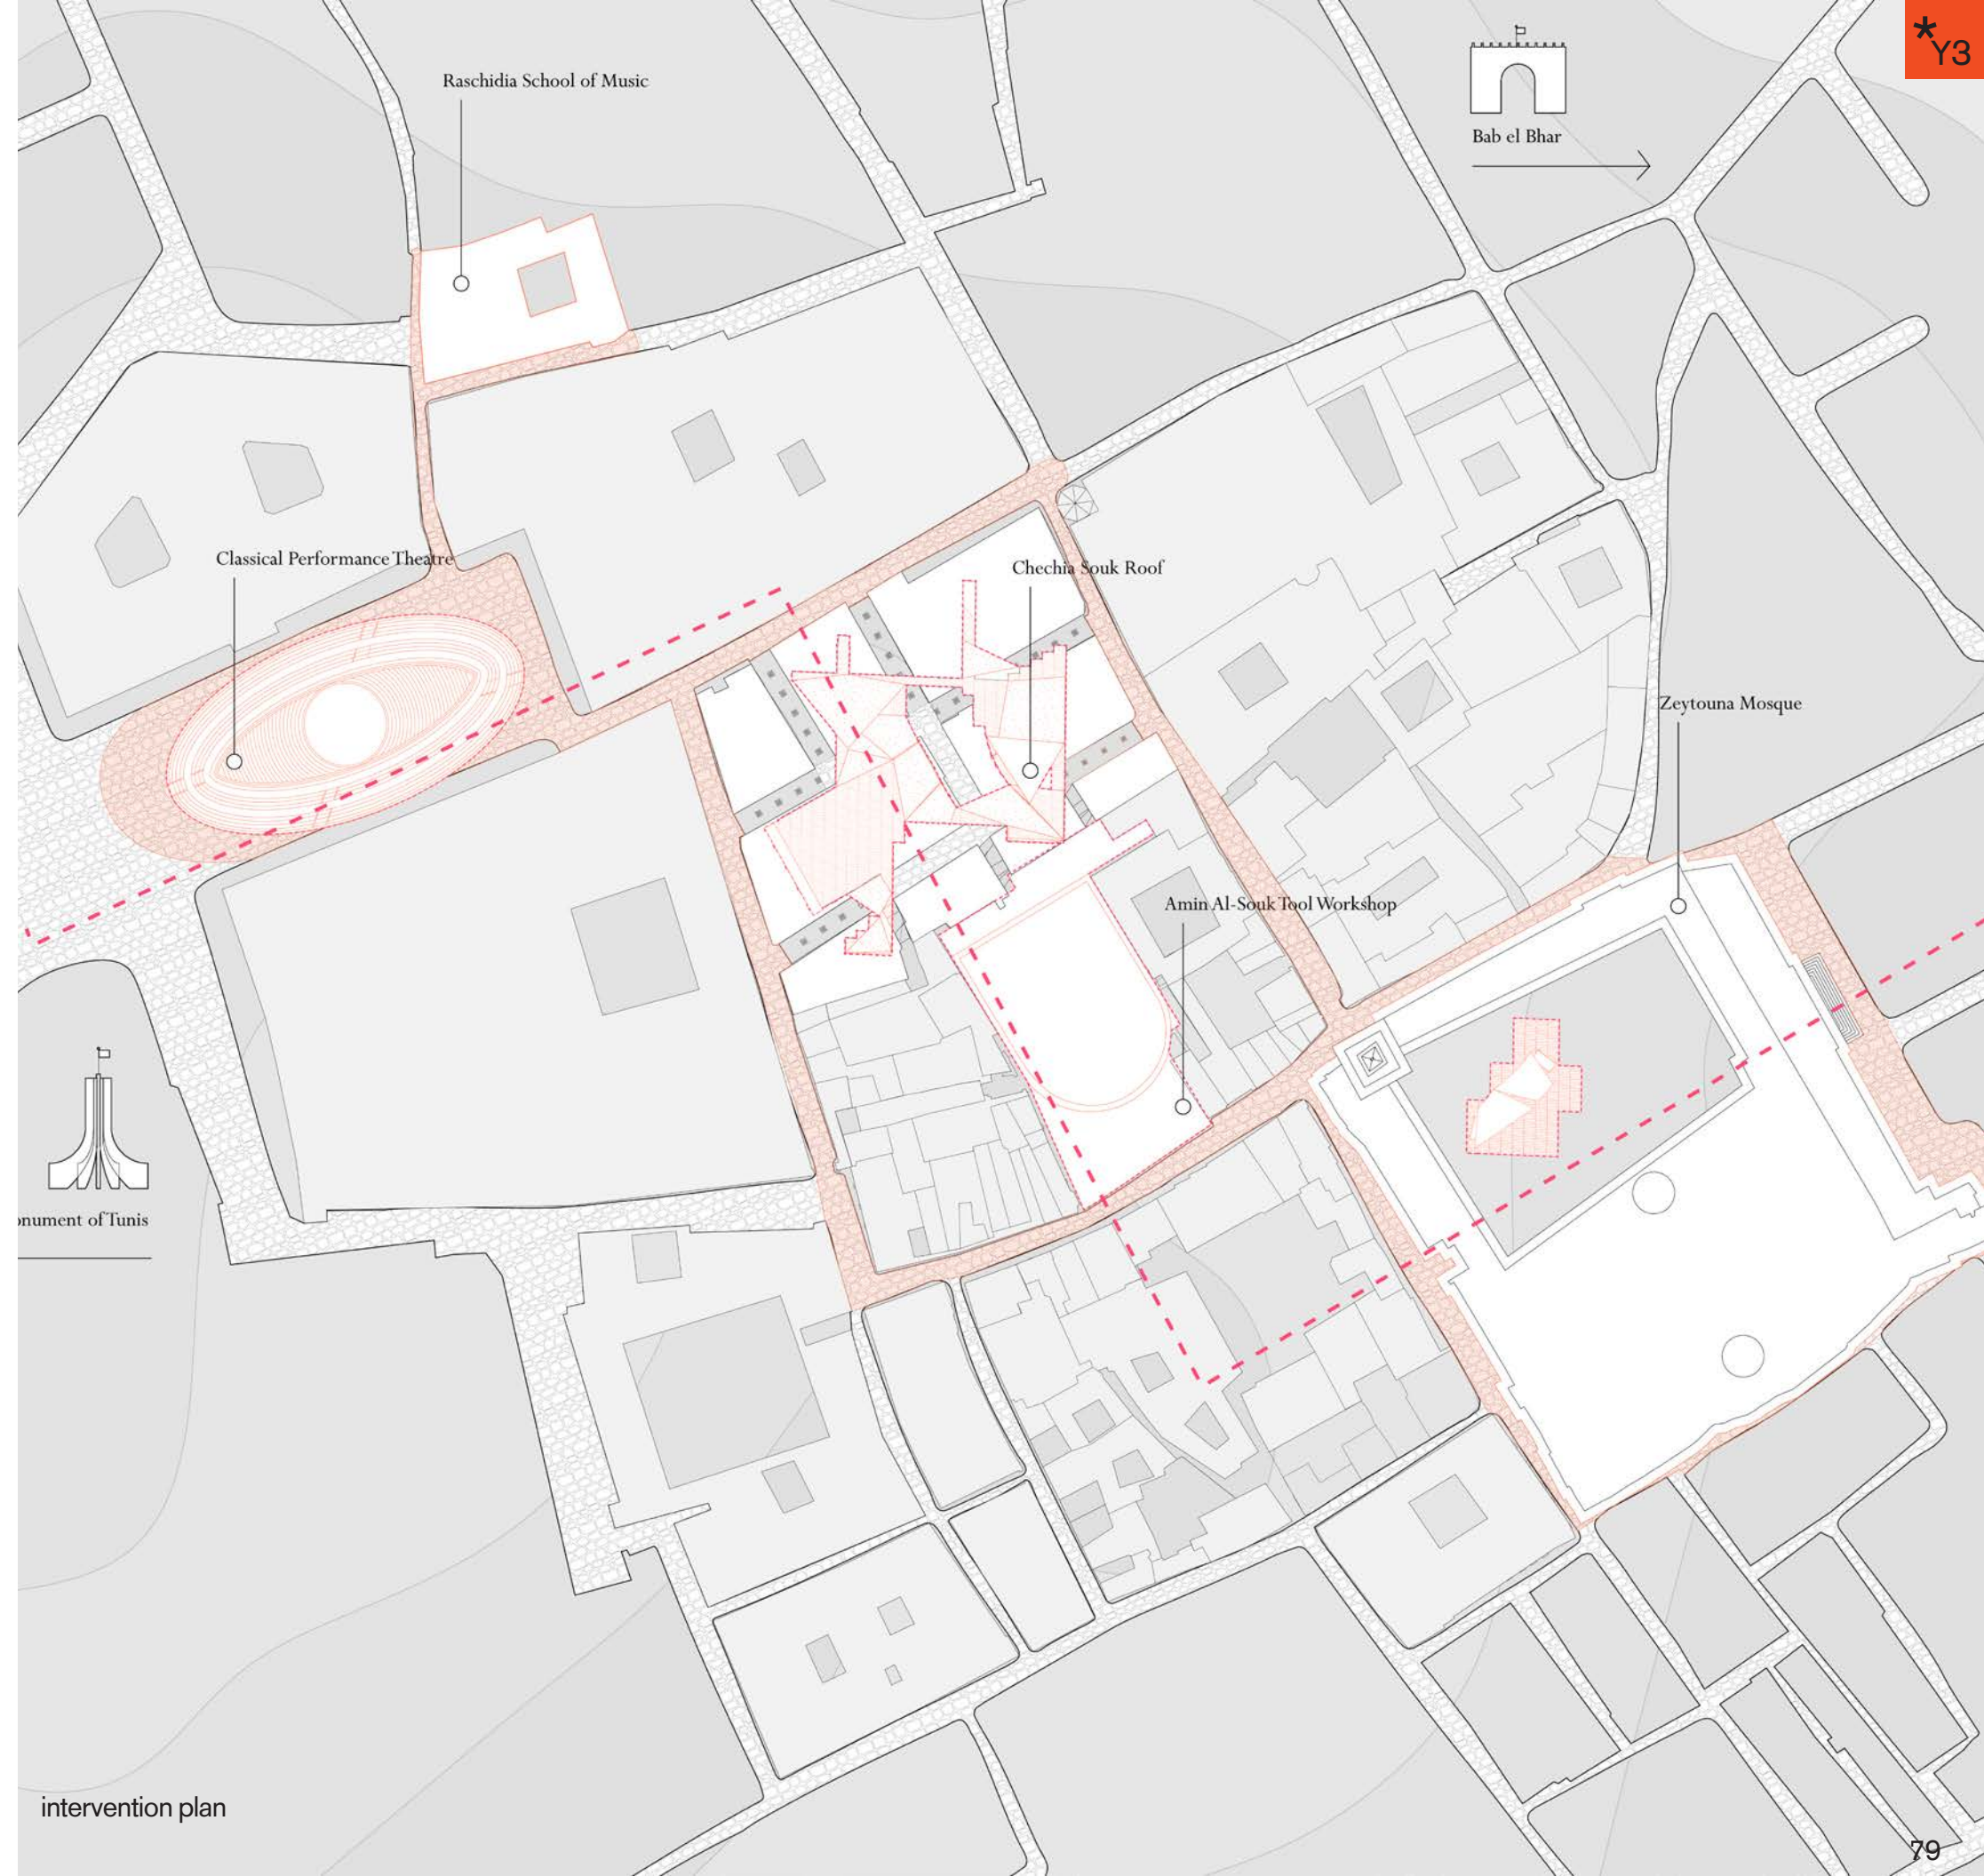 *Y3
Raschidia School of Music
Bab el Bhar
Classical Performance Theatre
Chechia Souk Roof
Zeytouna Mosque
Amin Al-Souk Tool Workshop
onument of Tunis
intervention plan
79